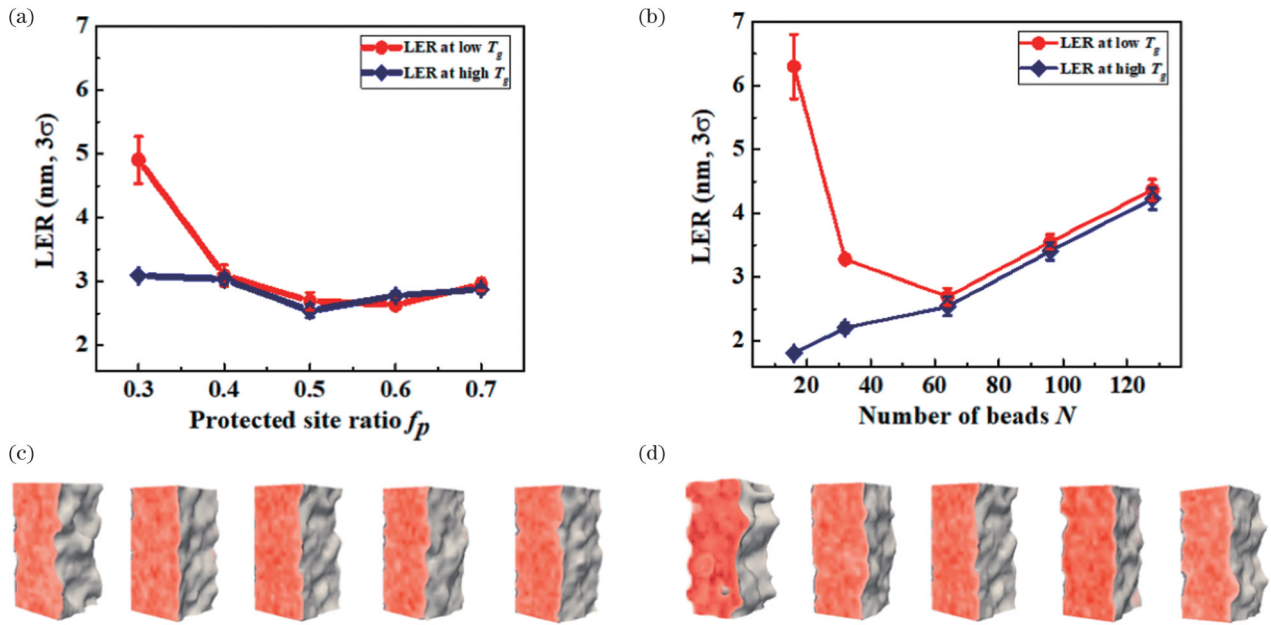 (a)
7
6
5
4
3
2
LER (nm, 3σ)
LER at low Tg
LER at high Tg
0.3 0.4 0.5 0.6 0.7
Protected site ratio fp
(b)
7
6
5
4
3
2
LER (nm, 3σ)
LER at low Tg
LER at high Tg
20 40 60 80 100 120
Number of beads N
(c)
(d)